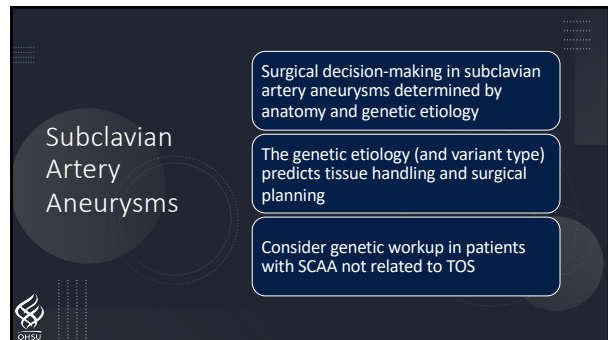 Subclavian
Artery
Aneurysms
Surgical decision-making in subclavian
artery aneurysms determined by
anatomy and genetic etiology
The genetic etiology (and variant type)
predicts tissue handling and surgical
planning
Consider genetic workup in patients
with SCAA not related to TOS
OHSU